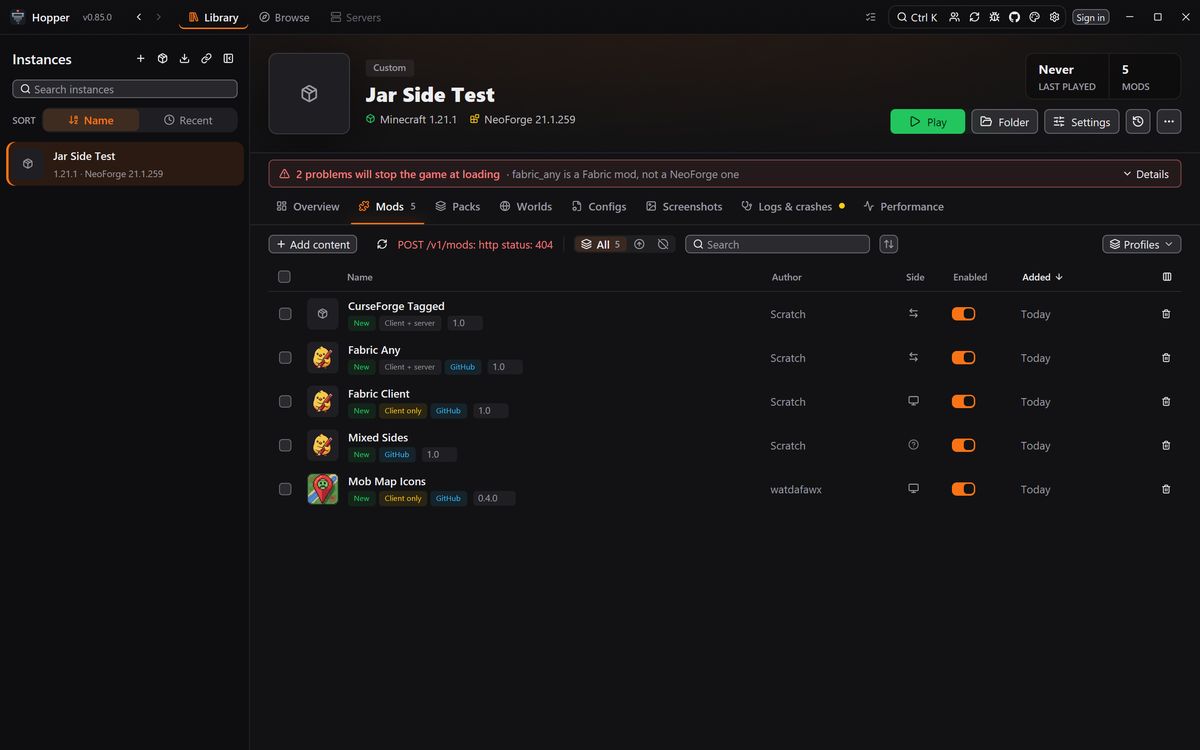 Hopper v0.85.0 Library Browse Servers Ctrl K Sign in
Instances
Search instances
SORT Name Recent
Jar Side Test
1.21.1 · NeoForge 21.1.259
Custom
Jar Side Test
Minecraft 1.21.1 NeoForge 21.1.259
Never
LAST PLAYED
5
MODS
Play Folder Settings
2 problems will stop the game at loading · fabric_any is a Fabric mod, not a NeoForge one Details
Overview Mods 5 Packs Worlds Configs Screenshots Logs & crashes Performance
+ Add content POST /v1/mods: http status: 404 All 5 Search Profiles
Name Author Side Enabled Added
CurseForge Tagged
New Client + server 1.0
Scratch Today
Fabric Any
New Client + server GitHub 1.0
Scratch Today
Fabric Client
New Client only GitHub 1.0
Scratch Today
Mixed Sides
New GitHub 1.0
Scratch Today
Mob Map Icons
New Client only GitHub 0.4.0
watdafawx Today